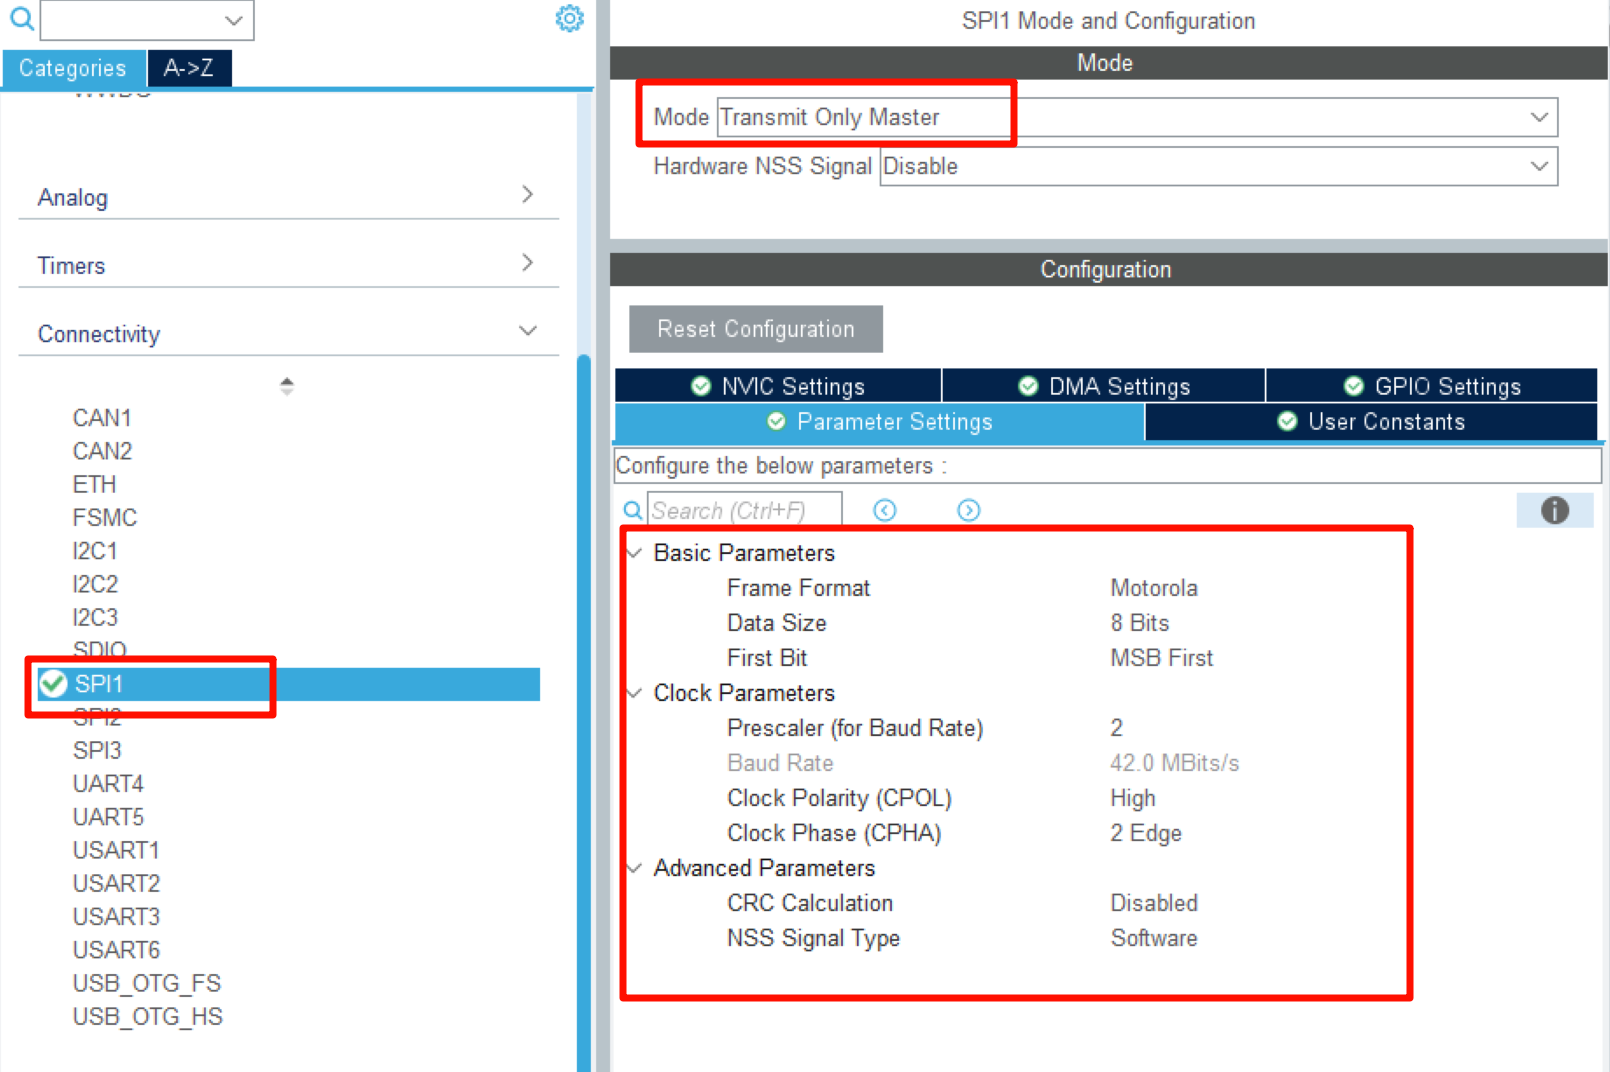 Categories
A->Z
Analog
Timers
Connectivity
CAN1
CAN2
ETH
FSMC
I2C1
I2C2
I2C3
SDIO
SPI1
SPI2
SPI3
UART4
UART5
USART1
USART2
USART3
USART6
USB_OTG_FS
USB_OTG_HS
SPI1 Mode and Configuration
Mode
Mode Transmit Only Master
Hardware NSS Signal Disable
Configuration
Reset Configuration
NVIC Settings
DMA Settings
GPIO Settings
Parameter Settings
User Constants
Configure the below parameters :
Search (Ctrl+F)
Basic Parameters
Frame Format Motorola
Data Size 8 Bits
First Bit MSB First
Clock Parameters
Prescaler (for Baud Rate) 2
Baud Rate 42.0 MBits/s
Clock Polarity (CPOL) High
Clock Phase (CPHA) 2 Edge
Advanced Parameters
CRC Calculation Disabled
NSS Signal Type Software